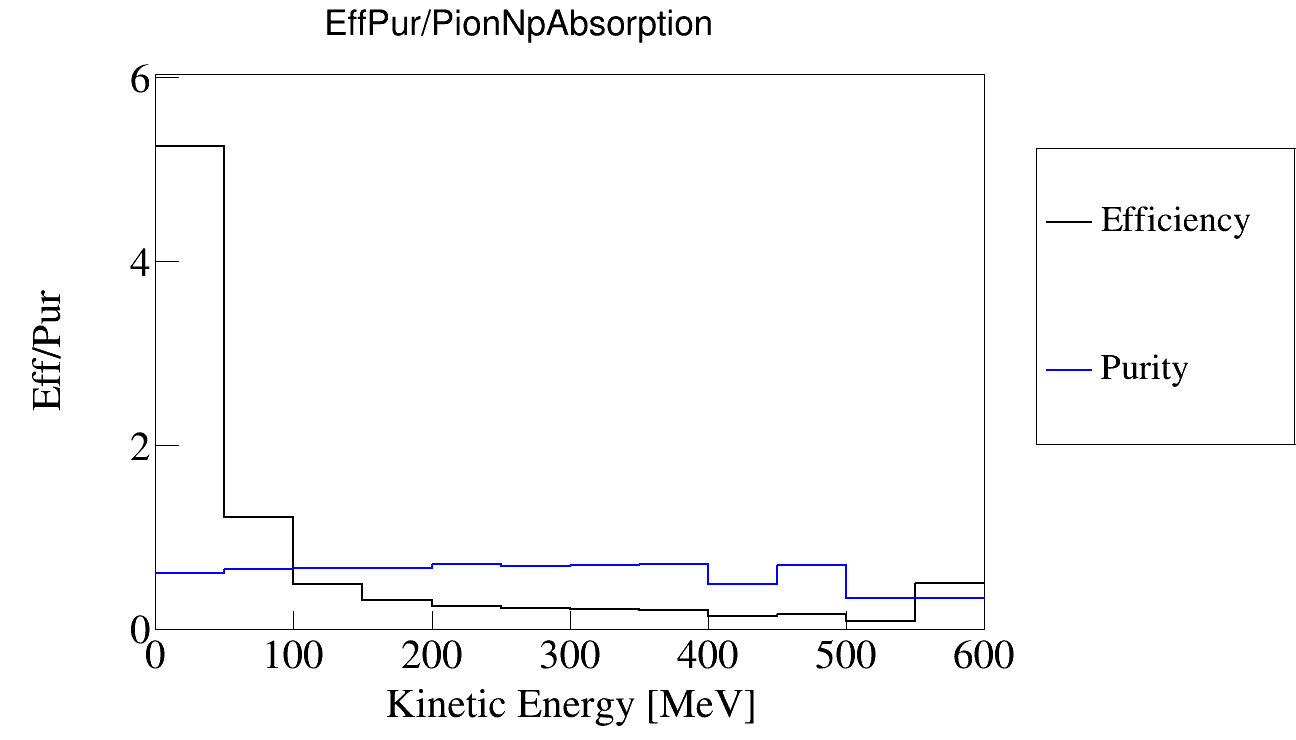 EffPur/PionNpAbsorption
6
4
2
0
Eff/Pur
0 100 200 300 400 500 600
Kinetic Energy [MeV]
Efficiency
Purity